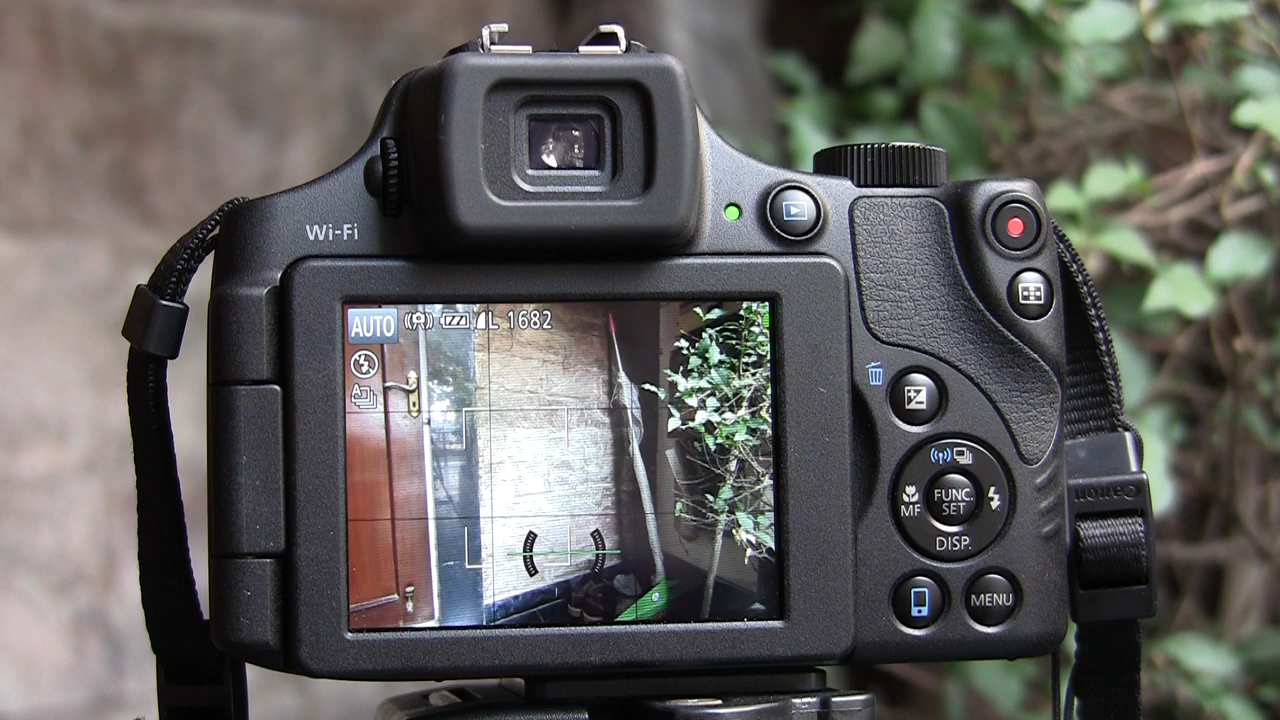 Wi-Fi
AUTO L 1682
FUNC.
SET
MF
DISP.
MENU
Canon